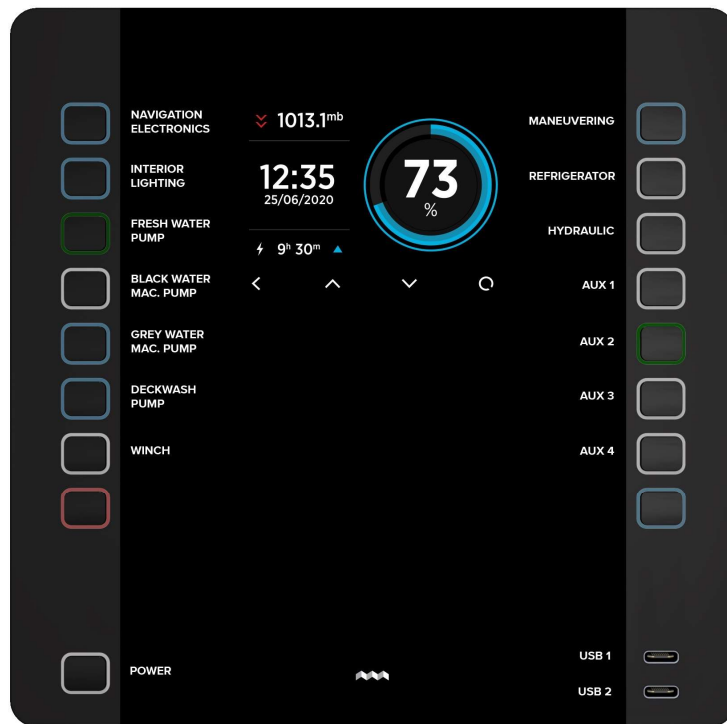 NAVIGATION
ELECTRONICS
INTERIOR
LIGHTING
FRESH WATER
PUMP
BLACK WATER
MAC. PUMP
GREY WATER
MAC. PUMP
DECKWASH
PUMP
WINCH
POWER
1013.1mb
12:35
25/06/2020
9h 30m
73
%
MANEUVERING
REFRIGERATOR
HYDRAULIC
AUX 1
AUX 2
AUX 3
AUX 4
USB 1
USB 2